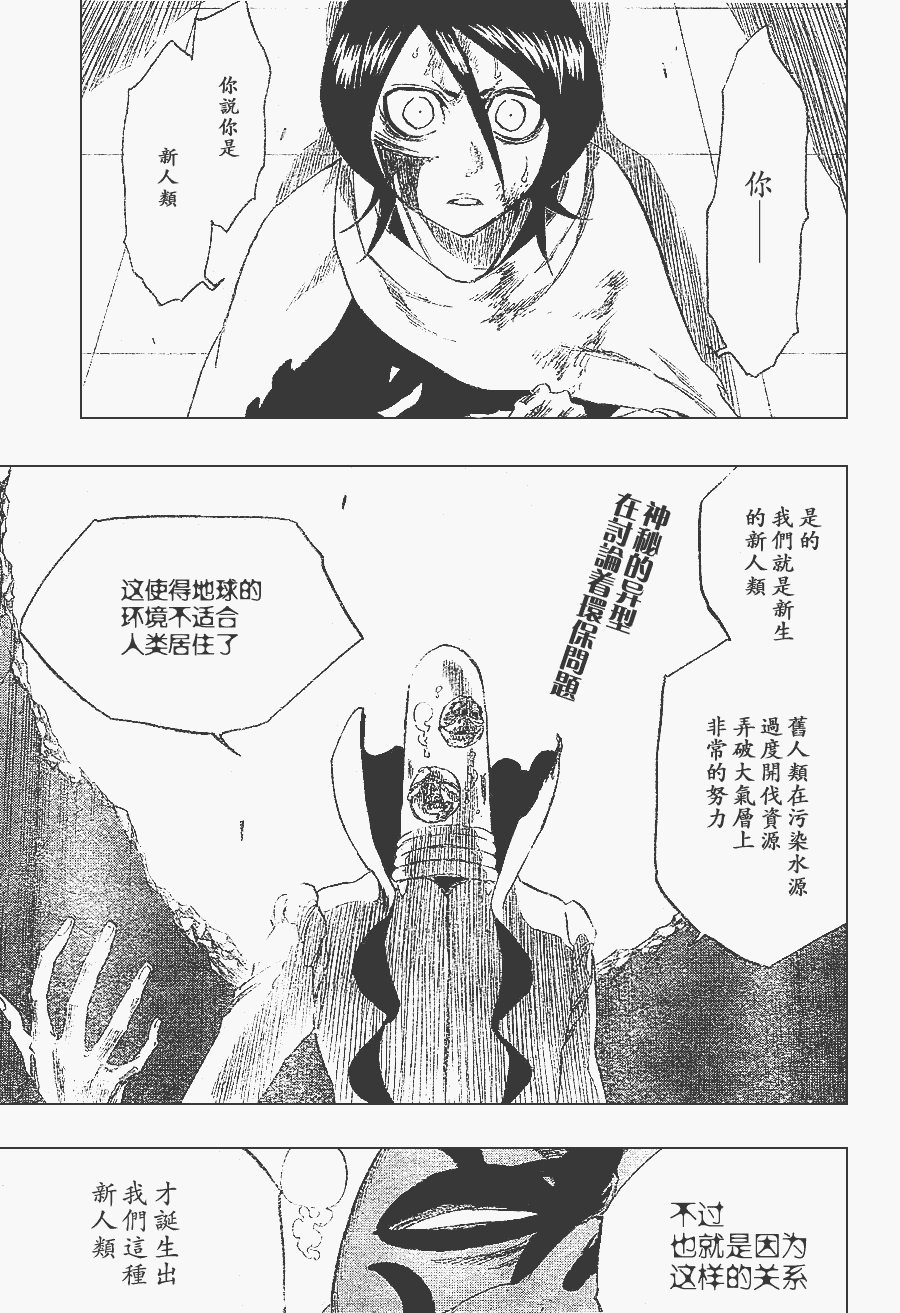 你——
你說你是
新人類
是的
我們就是新生
的新人類
舊人類在污染水源
過度開伐資源
弄破大氣層上
非常的努力
神秘的异型
在討論着環保問題
这使得地球的
环境不适合
人类居住了
不过
也就是因为
这样的关系
才誕生出
我們這種
新人類